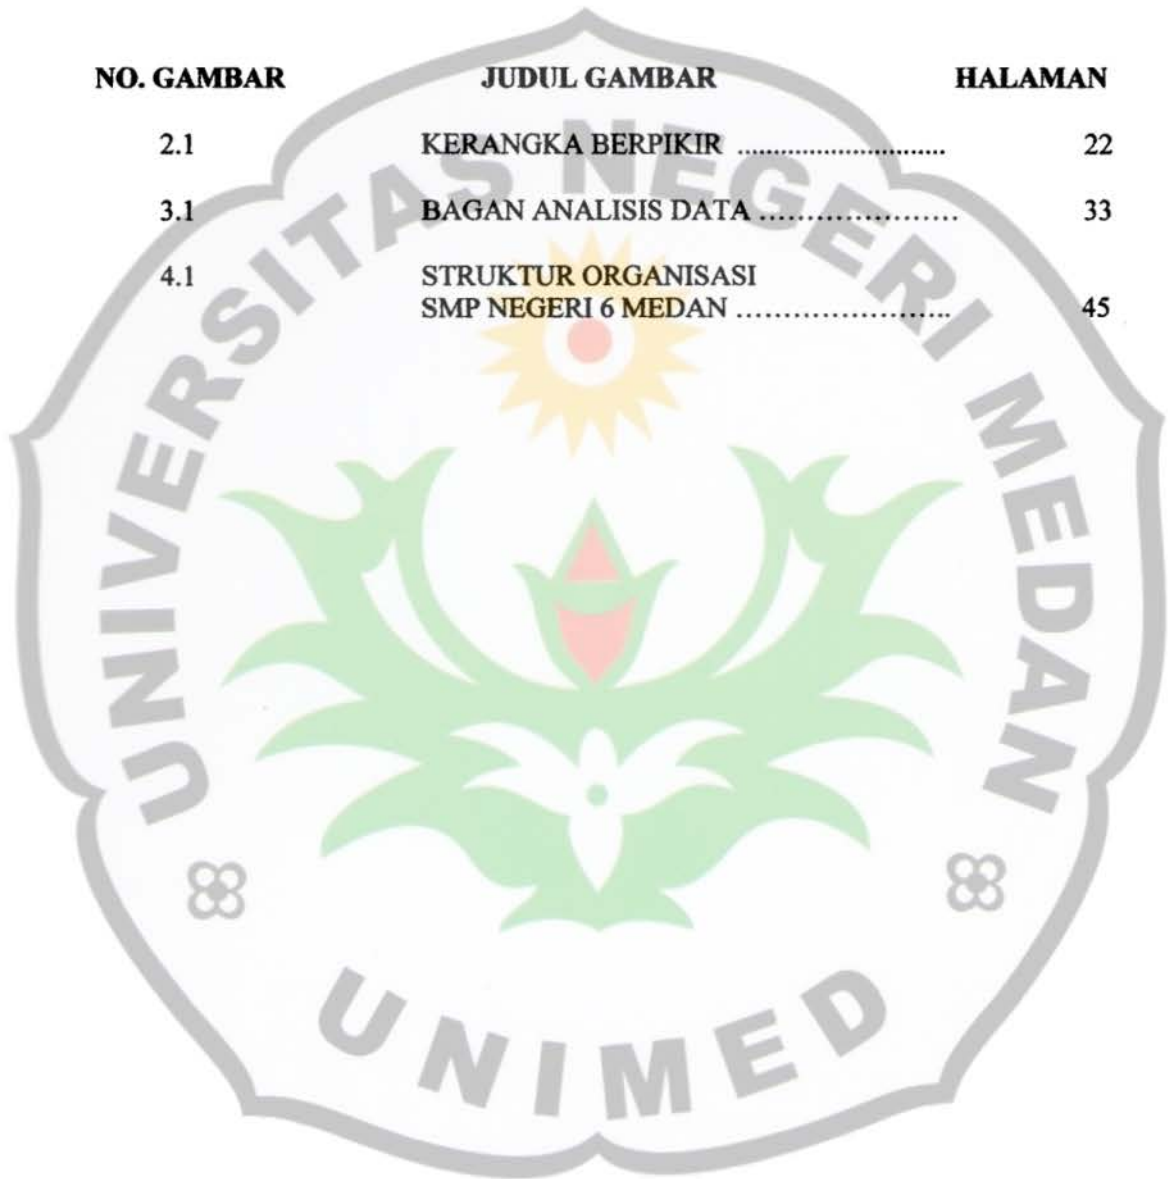 NO. GAMBAR JUDUL GAMBAR HALAMAN
2.1 KERANGKA BERPIKIR ............................ 22
3.1 BAGAN ANALISIS DATA ..................... 33
4.1 STRUKTUR ORGANISASI
SMP NEGERI 6 MEDAN ....................... 45
UNIVERSITAS NEGERI MEDAN
UNIMED